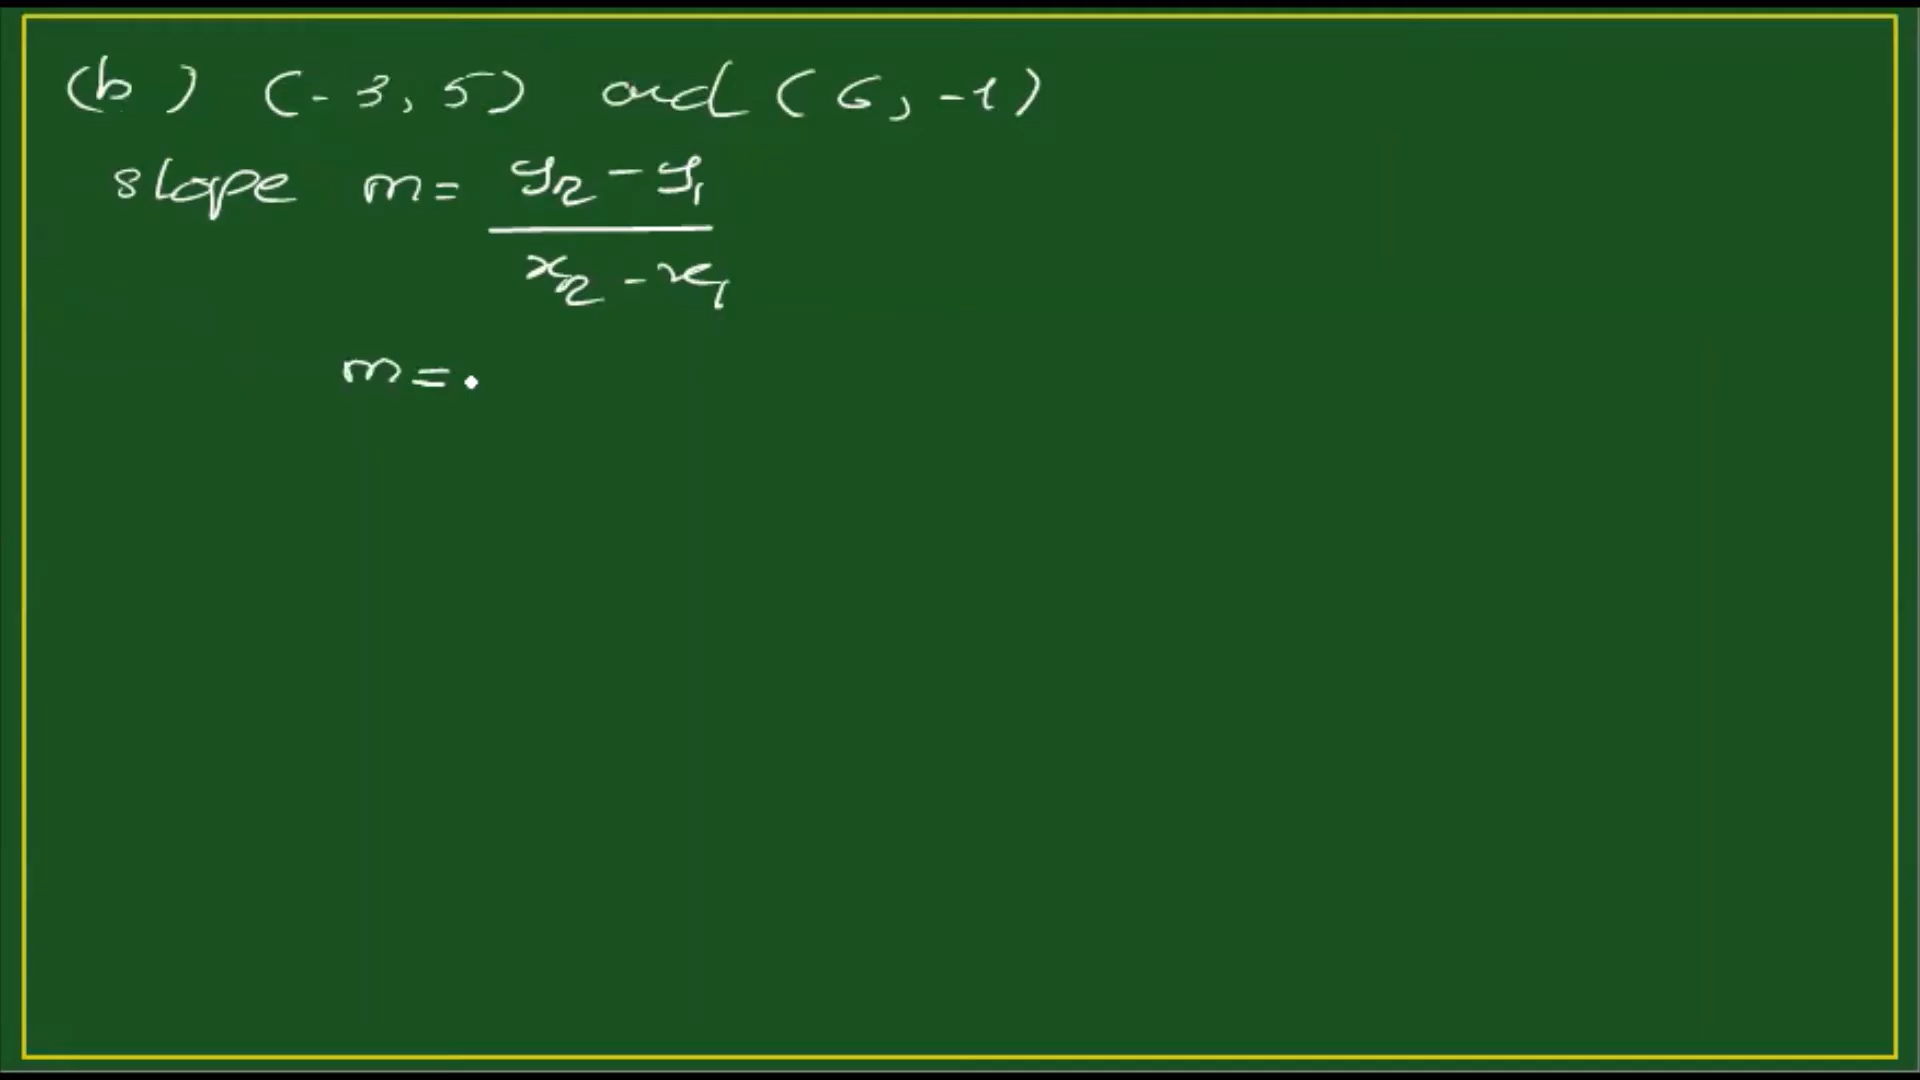 (b) (-3, 5) and (6, -1)
slope m = y₂ - y₁
x₂ - x₁
m = .